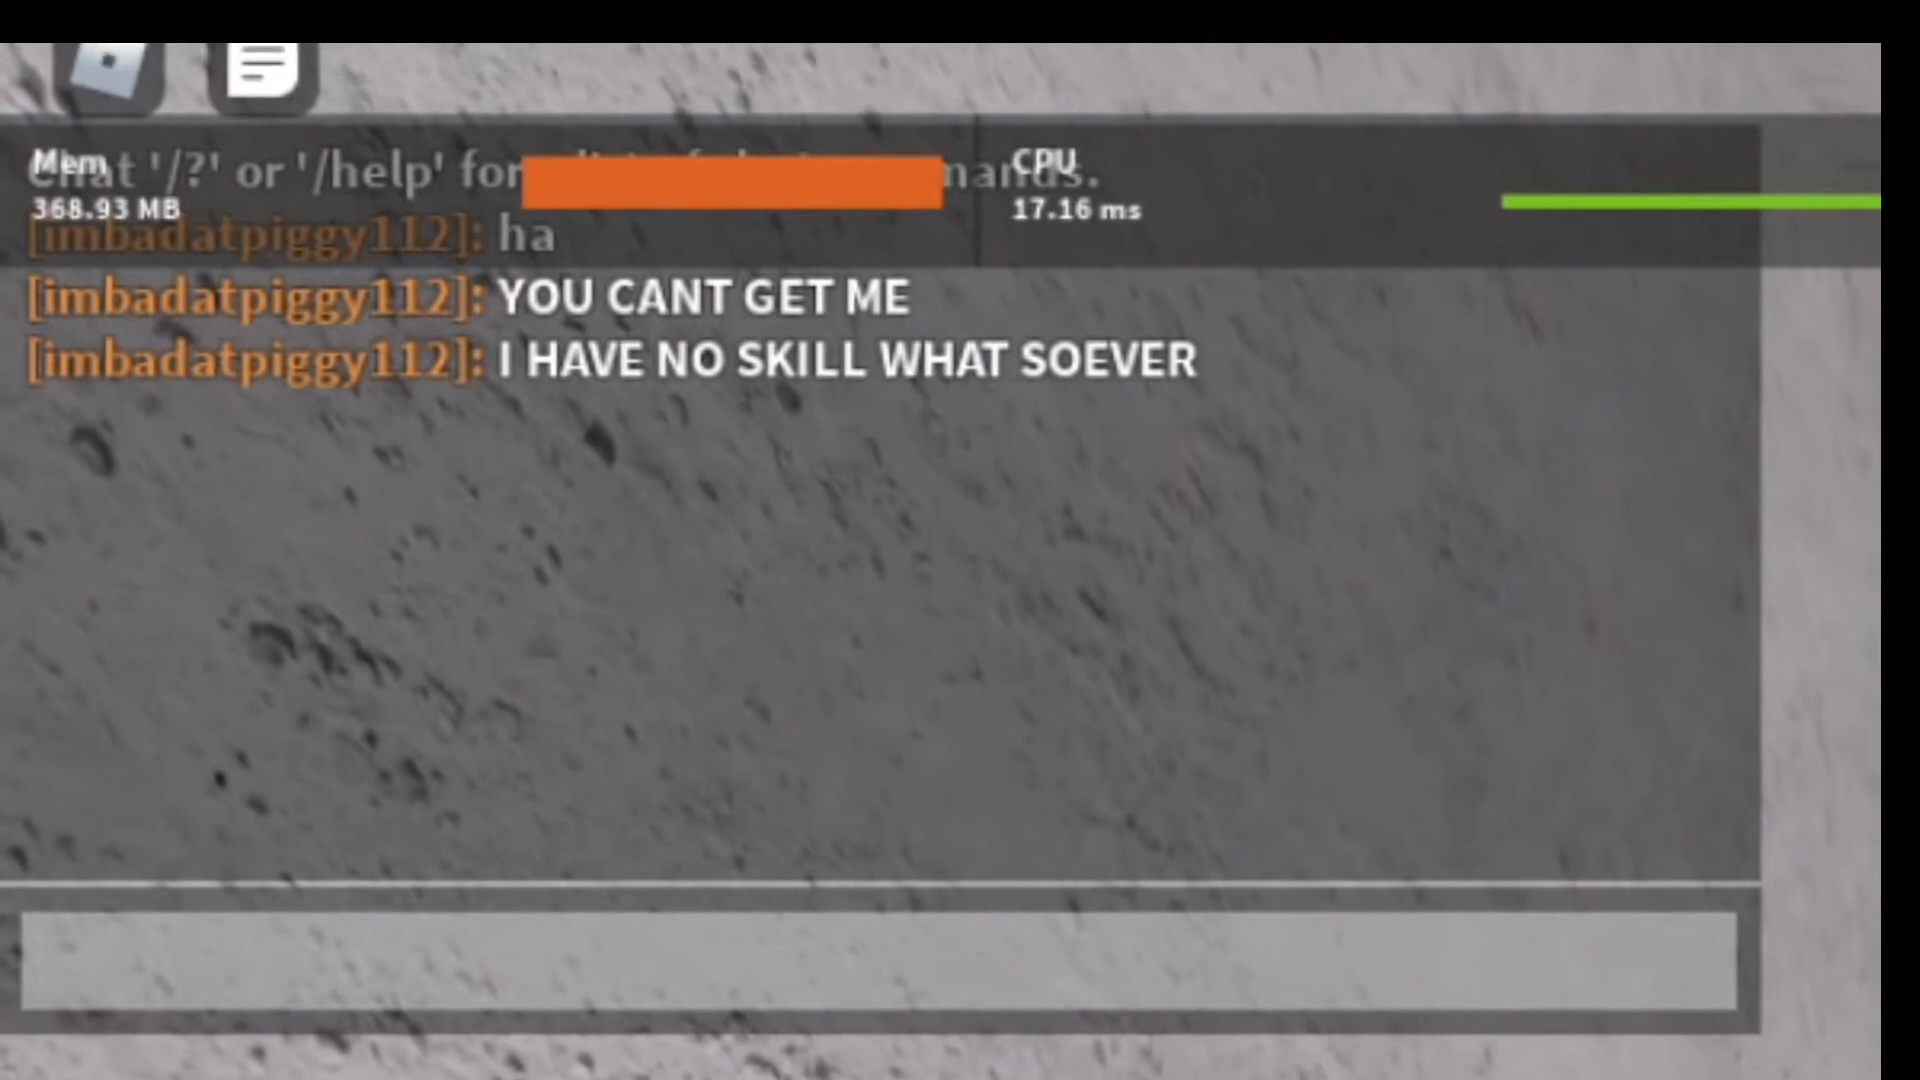 Mem
368.93 MB
CPU
17.16 ms
Chat '/?' or '/help' for
[imbadatpiggy112]: ha
[imbadatpiggy112]: YOU CANT GET ME
[imbadatpiggy112]: I HAVE NO SKILL WHAT SOEVER